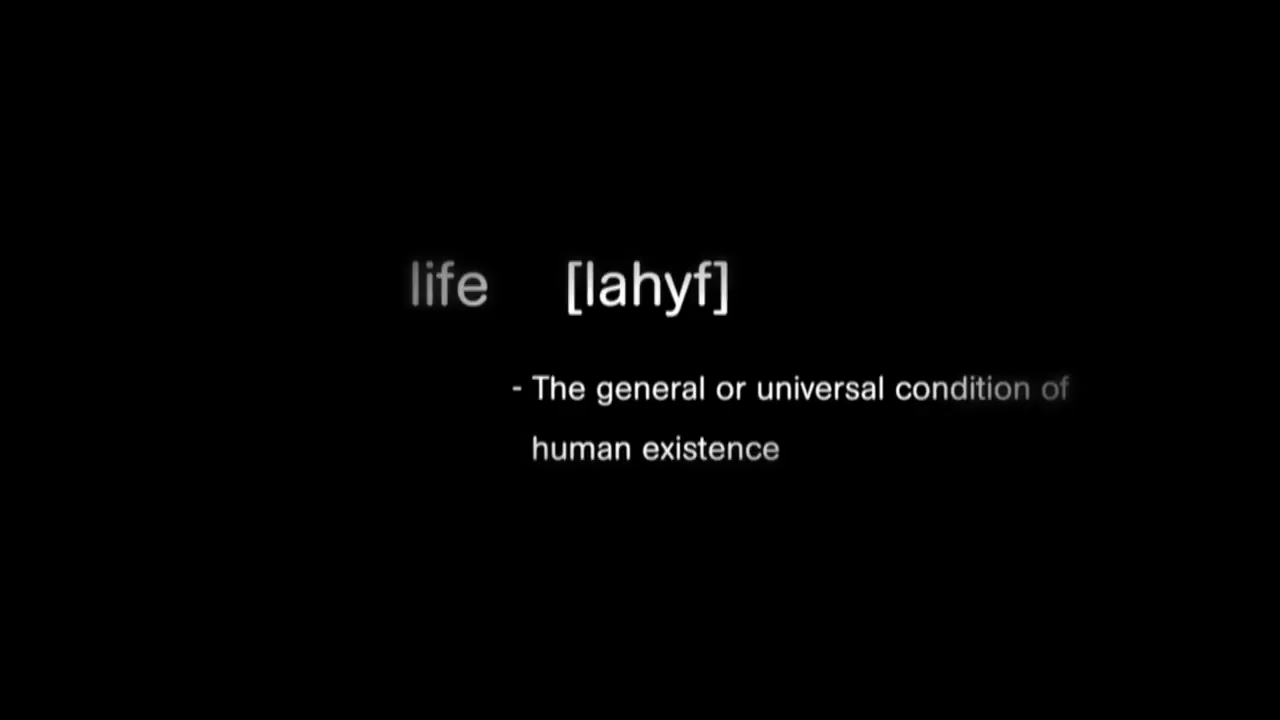 life [lahyf]
- The general or universal condition of
human existence